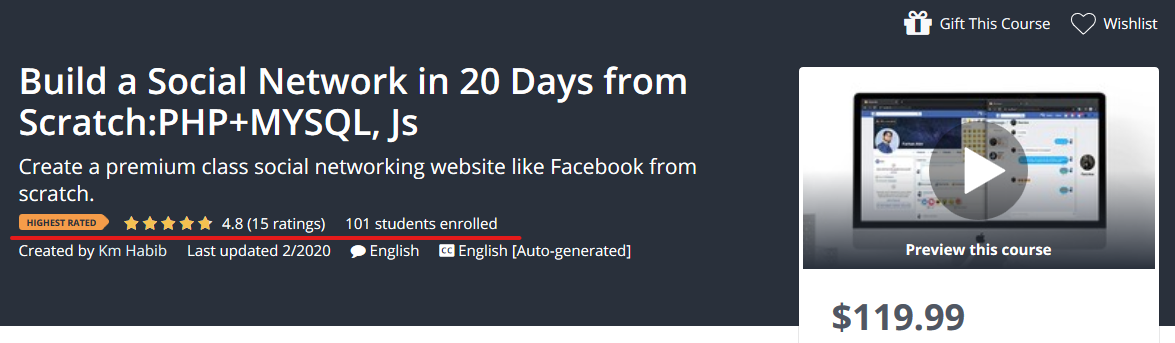 Gift This Course
Wishlist
Build a Social Network in 20 Days from
Scratch:PHP+MYSQL, Js
Create a premium class social networking website like Facebook from
scratch.
HIGHEST RATED 4.8 (15 ratings) 101 students enrolled
Created by Km Habib Last updated 2/2020 English CC English [Auto-generated]
Preview this course
$119.99